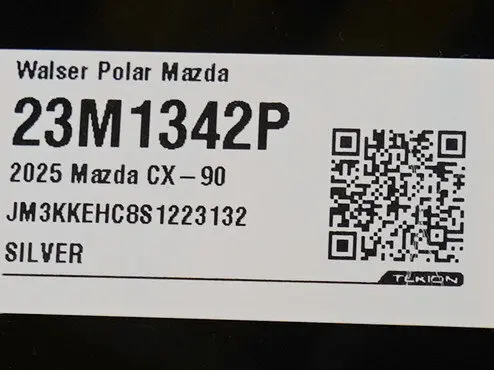 Walser Polar Mazda
23M1342P
2025 Mazda CX-90
JM3KKEHC8S1223132
SILVER
TEKION